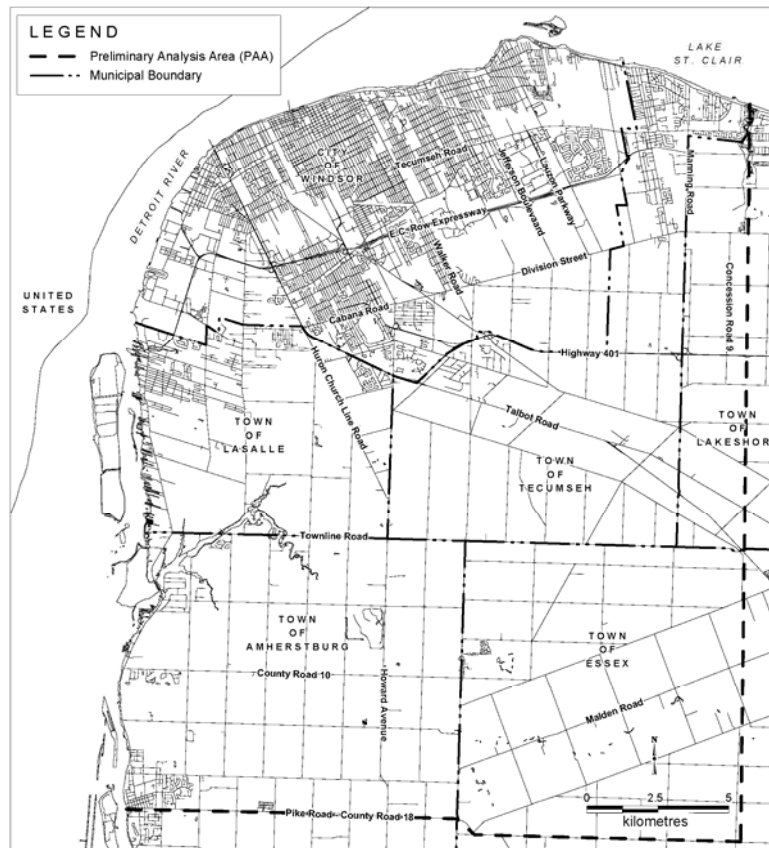 LEGEND
Preliminary Analysis Area (PAA)
Municipal Boundary
LAKE
ST. CLAIR
DETROIT RIVER
CITY
OF
WINDSOR
Tecumseh Road
Jefferson Boulevaard
Lauzon Parkway
Manning Road
E-C-Row Expressway
Walker Road
Division Street
UNITED
STATES
Cabana Road
Concession Road 9
Highway 401
Huron Church Line Road
Talbot Road
TOWN
OF
LASALLE
TOWN
OF
LAKESHOR
TOWN
OF
TECUMSEH
Townline Road
TOWN
OF
AMHERSTBURG
TOWN
OF
ESSEX
County Road 10
Howard Avenue
Malden Road
N
0 2.5 5
kilometres
Pike Road--County Road 18